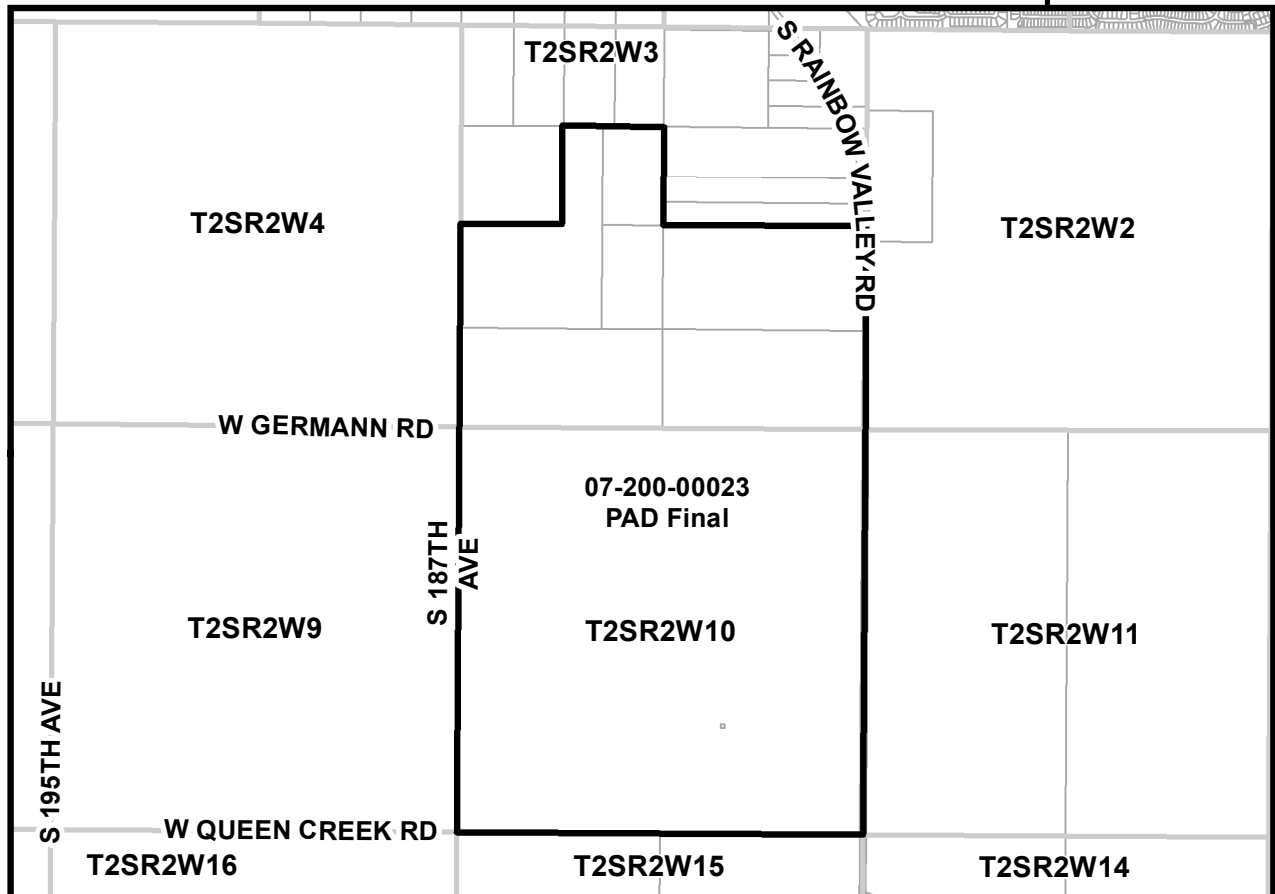 T2SR2W3
S RAINBOW VALLEY RD
T2SR2W4
T2SR2W2
W GERMANN RD
07-200-00023
PAD Final
S 187TH
AVE
T2SR2W9
T2SR2W10
T2SR2W11
S 195TH AVE
W QUEEN CREEK RD
T2SR2W16
T2SR2W15
T2SR2W14